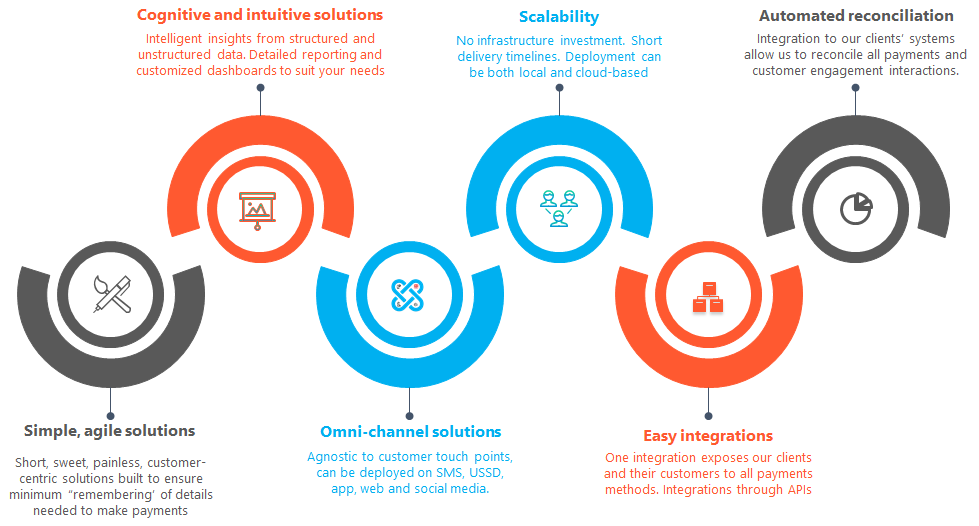 Cognitive and intuitive solutions
Intelligent insights from structured and
unstructured data. Detailed reporting and
customized dashboards to suit your needs
Scalability
No infrastructure investment. Short
delivery timelines. Deployment can
be both local and cloud-based
Automated reconciliation
Integration to our clients' systems
allow us to reconcile all payments and
customer engagement interactions.
Simple, agile solutions
Short, sweet, painless, customer-
centric solutions built to ensure
minimum "remembering' of details
needed to make payments
Omni-channel solutions
Agnostic to customer touch points,
can be deployed on SMS, USSD,
app, web and social media.
Easy integrations
One integration exposes our clients
and their customers to all payments
methods. Integrations through APIs